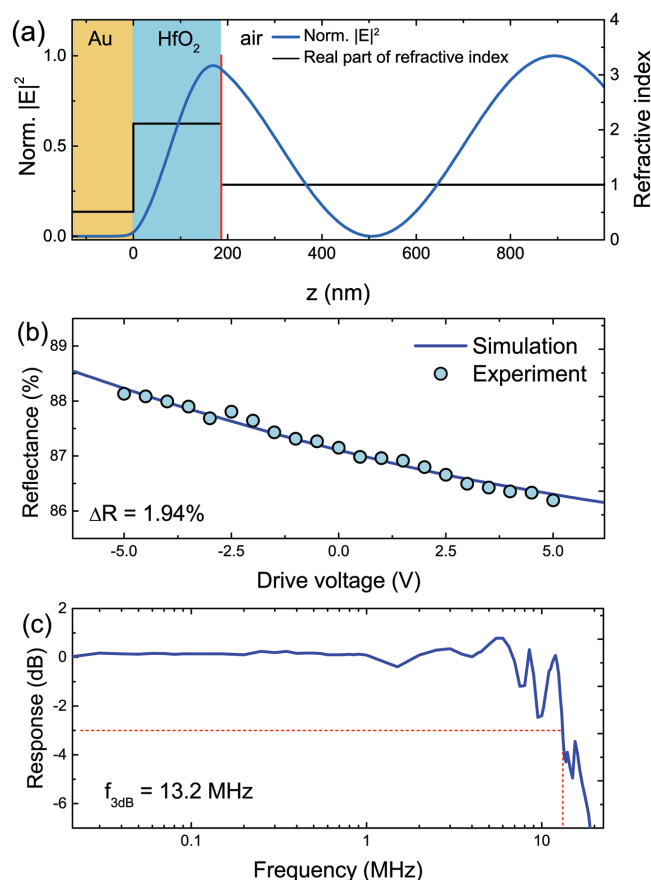 (a)
Au
HfO₂
air
Norm. |E|²
Real part of refractive index
1.0
0.5
0.0
Norm. |E|²
4
3
2
1
0
Refractive index
0
200
400
600
800
z (nm)
(b)
89
88
87
86
Reflectance (%)
Simulation
Experiment
ΔR = 1.94%
-5.0
-2.5
0.0
2.5
5.0
Drive voltage (V)
(c)
2
0
-2
-4
-6
Response (dB)
f3dB = 13.2 MHz
0.1
1
10
Frequency (MHz)